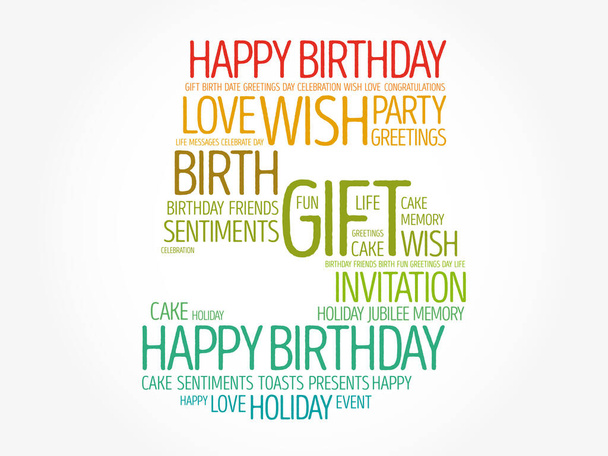 HAPPY BIRTHDAY
GIFT BIRTH DATE GREETINGS DAY CELEBRATION WISH LOVE CONGRATULATIONS
LOVE WISH PARTY
GREETINGS
LIFE MESSAGES CELEBRATE DAY
BIRTH
GIFT
FUN LIFE CAKE
MEMORY
BIRTHDAY FRIENDS
SENTIMENTS
GREETINGS
CAKE WISH
CELEBRATION
BIRTHDAY FRIENDS BIRTH FUN GREETINGS DAY LIFE
INVITATION
CAKE HOLIDAY
HOLIDAY JUBILEE MEMORY
HAPPY BIRTHDAY
CAKE SENTIMENTS TOASTS PRESENTS HAPPY
HAPPY LOVE HOLIDAY EVENT